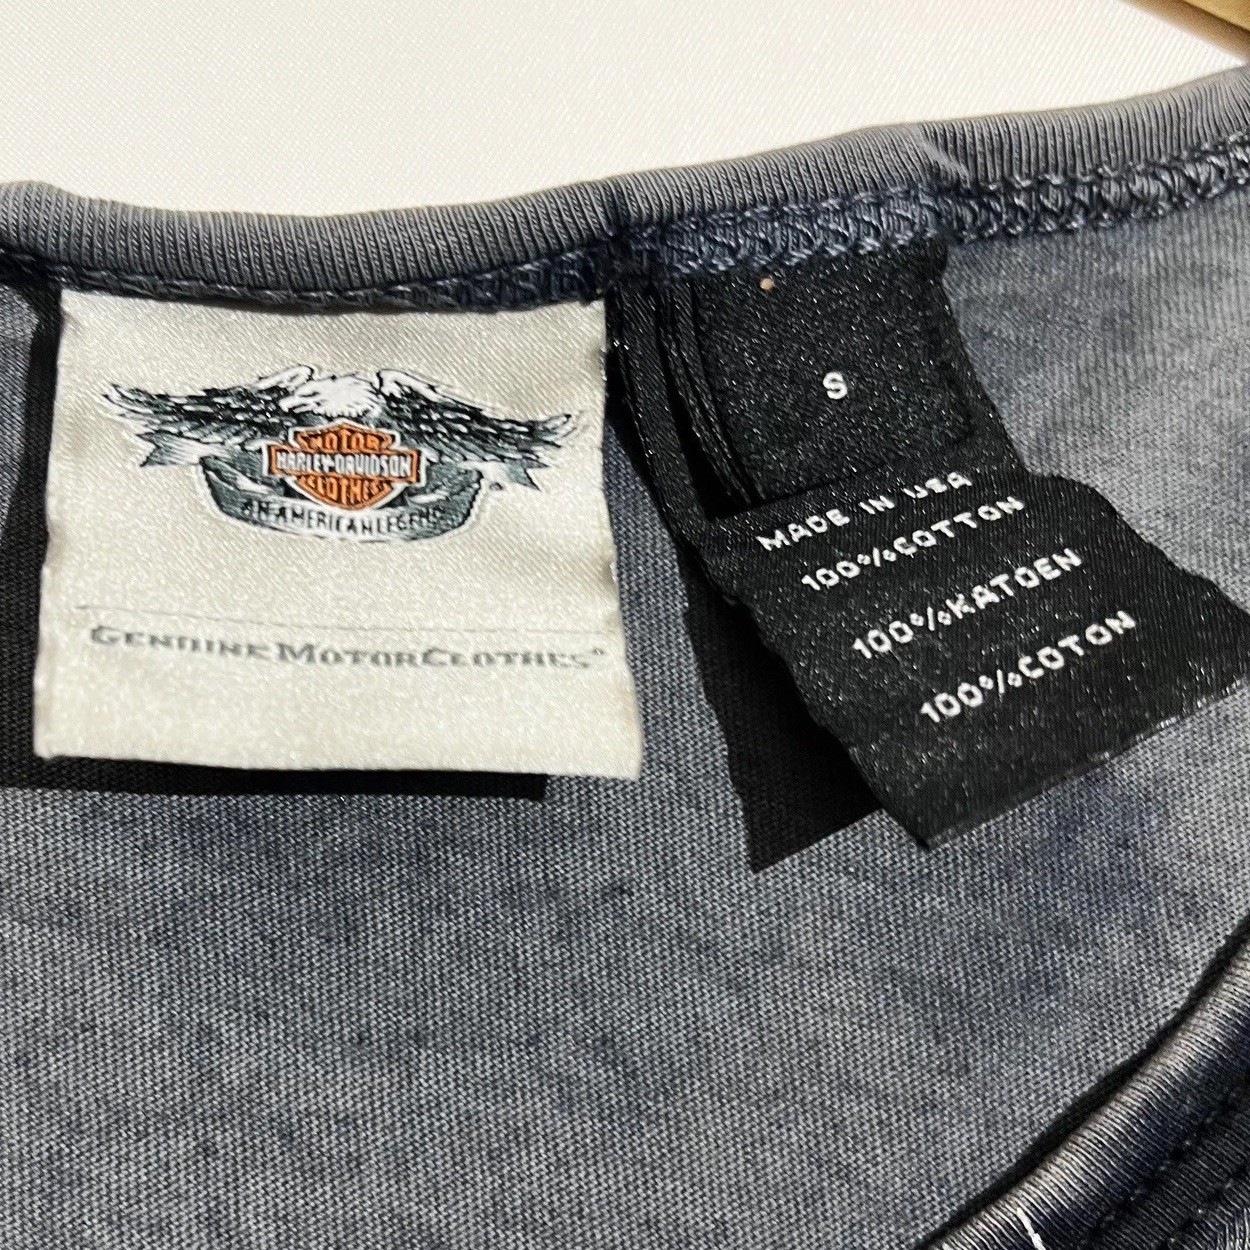 MOTOR
HARLEY-DAVIDSON
CLOTHES
AN AMERICAN LEGEND
GENUINE MOTORCLOTHES®
S
MADE IN USA
100%COTTON
100%KATOEN
100%COTON